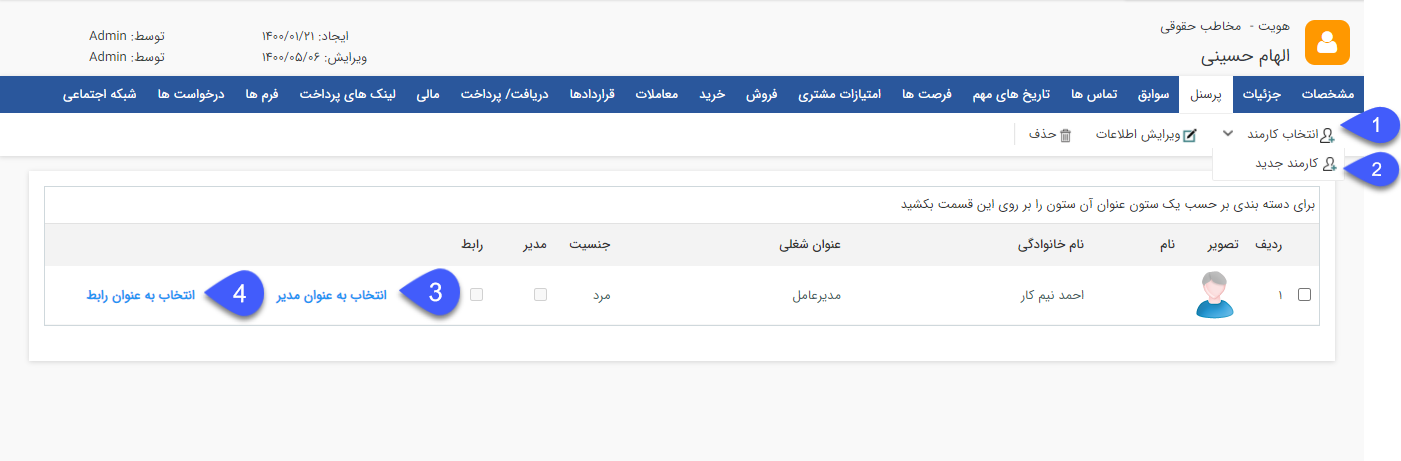 هویت - مخاطب حقوقی
الهام حسینی
ایجاد: ۱۴۰۰/۰۱/۲۱ توسط: Admin
ویرایش: ۱۴۰۰/۰۵/۰۶ توسط: Admin
مشخصات جزئیات پرسنل سوابق تماس ها تاریخ های مهم فرصت ها امتیازات مشتری فروش خرید معاملات قراردادها دریافت/ پرداخت لینک های پرداخت مالی فرم ها درخواست ها شبکه اجتماعی
1
انتخاب کارمند ویرایش اطلاعات حذف
2
کارمند جدید
برای دسته بندی بر حسب یک ستون عنوان آن ستون را بر روی این قسمت بکشید
ردیف تصویر نام نام خانوادگی عنوان شغلی جنسیت مدیر رابط
۱ احمد نیم کار مدیرعامل مرد 3 انتخاب به عنوان مدیر 4 انتخاب به عنوان رابط